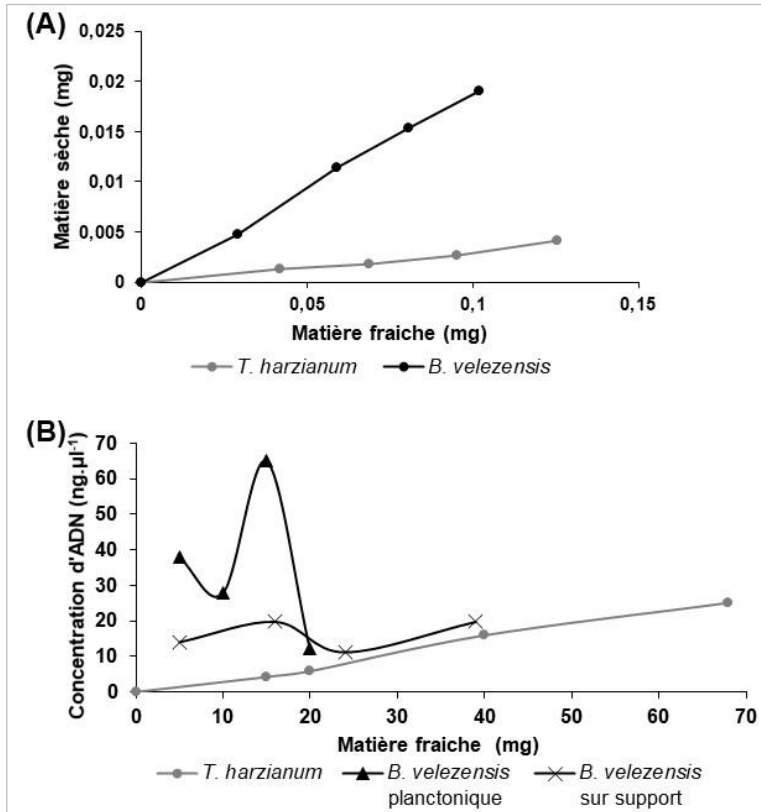 (A)
Matière sèche (mg)
0,025
0,02
0,015
0,01
0,005
0
0 0,05 0,1 0,15
Matière fraiche (mg)
T. harzianum B. velezensis
(B)
Concentration d'ADN (ng.µl-1)
70
60
50
40
30
20
10
0
0 10 20 30 40 50 60 70
Matière fraiche (mg)
T. harzianum B. velezensis B. velezensis
planctonique sur support